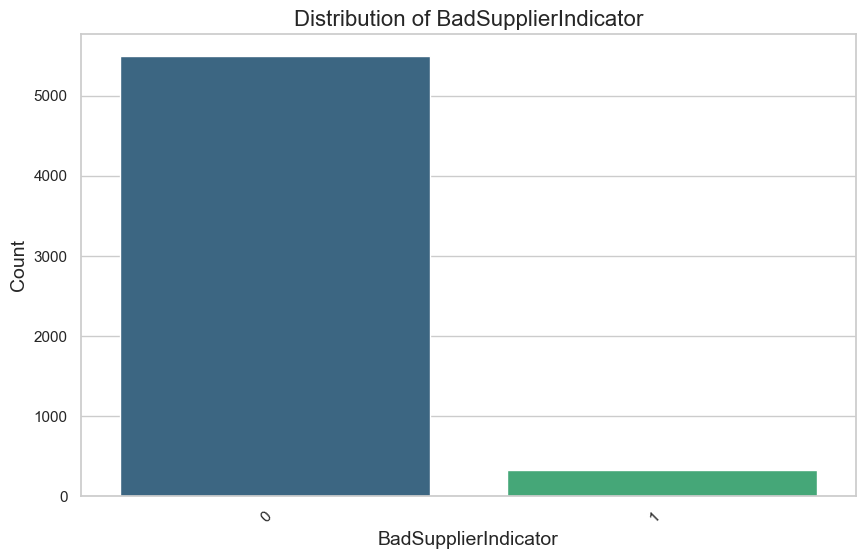 Distribution of BadSupplierIndicator
5000
4000
3000
2000
1000
0
Count
0
1
BadSupplierIndicator